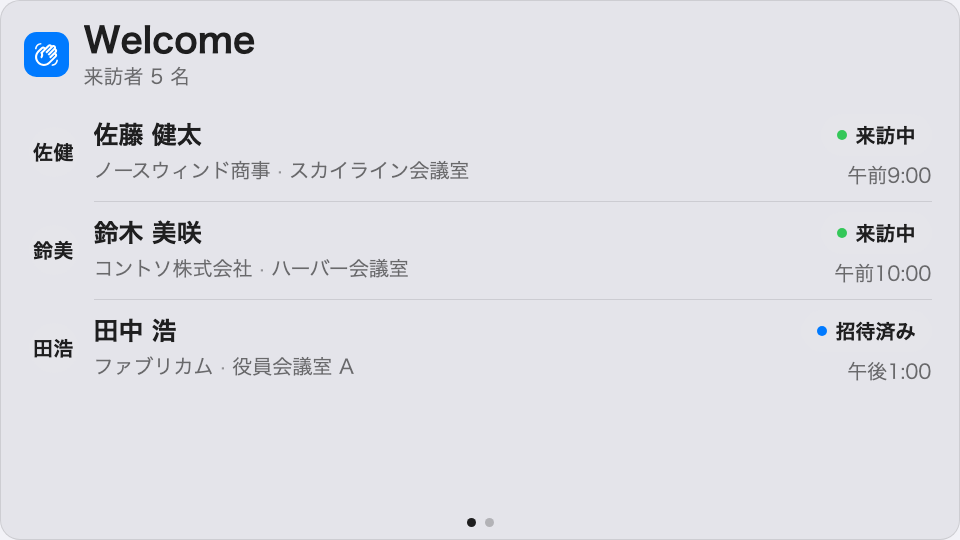 Welcome
来訪者 5 名
佐健
佐藤 健太
ノースウィンド商事 · スカイライン会議室
来訪中
午前9:00
鈴美
鈴木 美咲
コントソ株式会社 · ハーバー会議室
来訪中
午前10:00
田浩
田中 浩
ファブリカム · 役員会議室 A
招待済み
午後1:00